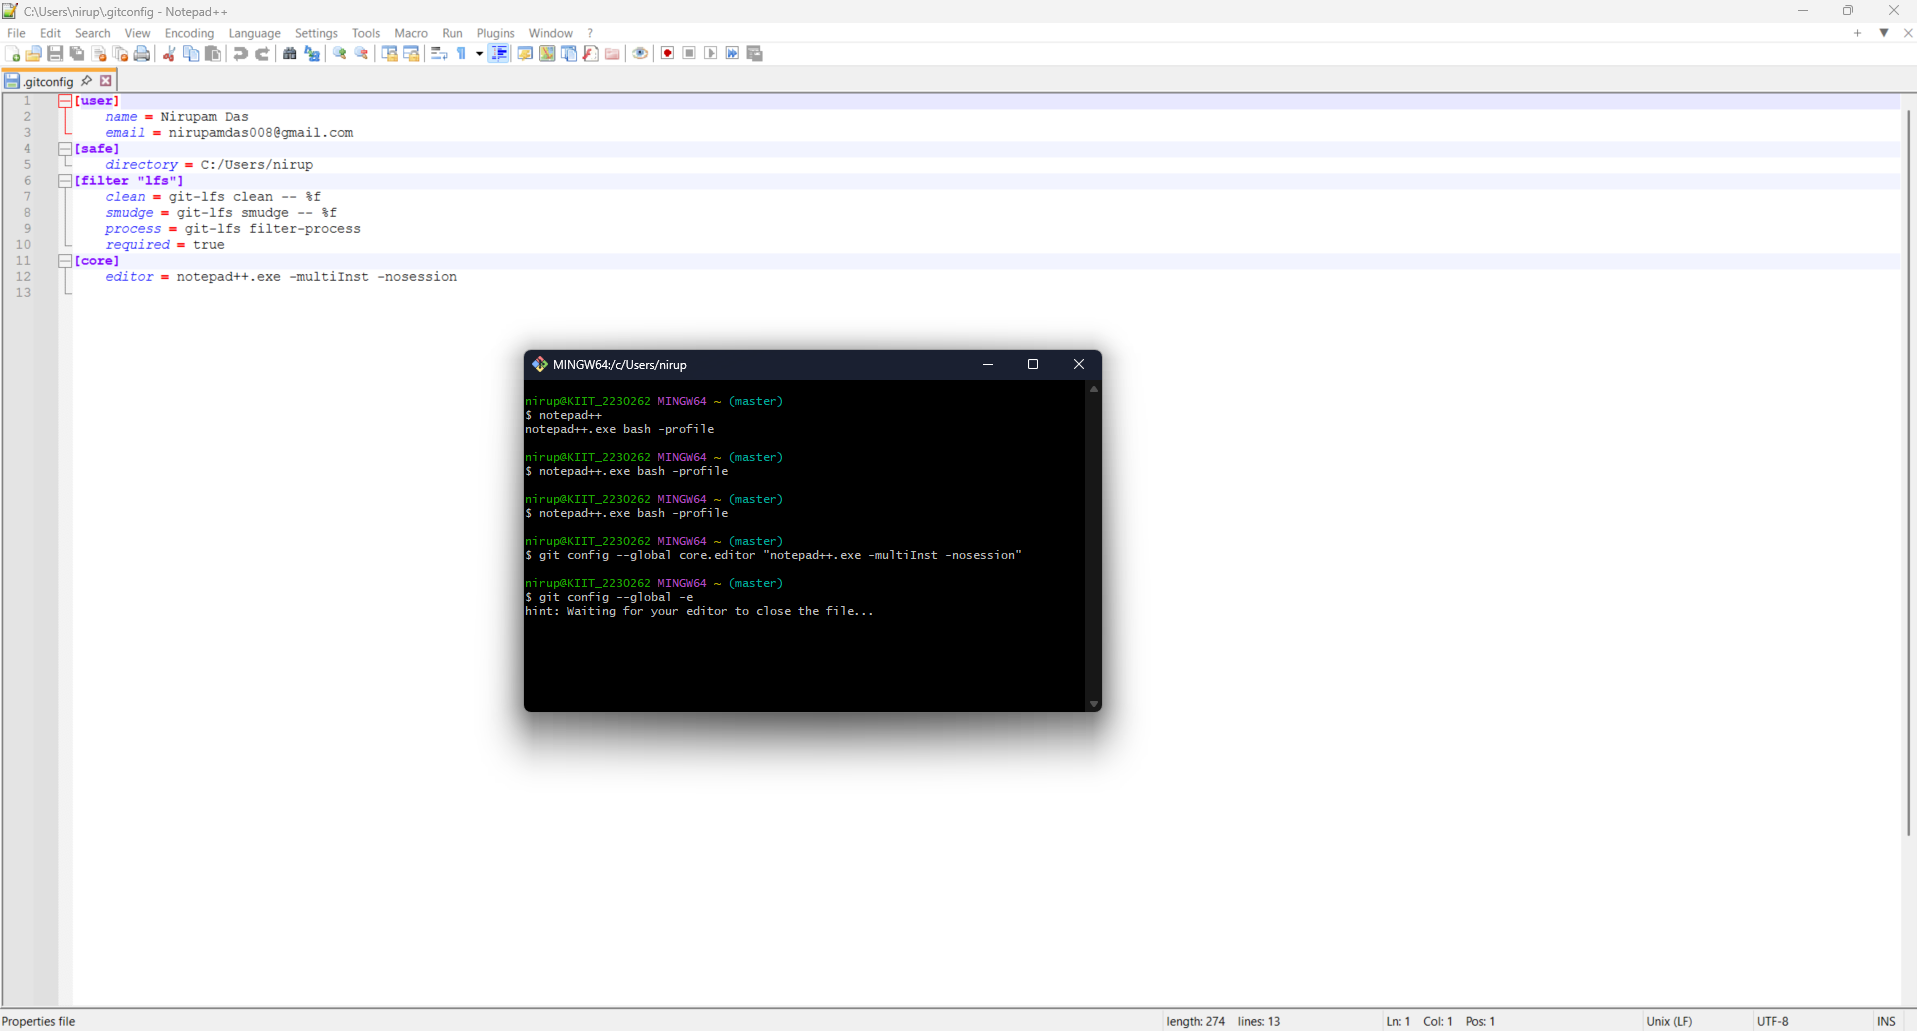 C:\Users\nirup\.gitconfig - Notepad++
File Edit Search View Encoding Language Settings Tools Macro Run Plugins Window ?
.gitconfig
1 [user]
2 name = Nirupam Das
3 email = nirupamdas008@gmail.com
4 [safe]
5 directory = C:/Users/nirup
6 [filter "lfs"]
7 clean = git-lfs clean -- %f
8 smudge = git-lfs smudge -- %f
9 process = git-lfs filter-process
10 required = true
11 [core]
12 editor = notepad++.exe -multiInst -nosession
13
MINGW64:/c/Users/nirup
nirup@KIIT_2230262 MINGW64 ~ (master)
$ notepad++
notepad++.exe bash -profile
nirup@KIIT_2230262 MINGW64 ~ (master)
$ notepad++.exe bash -profile
nirup@KIIT_2230262 MINGW64 ~ (master)
$ notepad++.exe bash -profile
nirup@KIIT_2230262 MINGW64 ~ (master)
$ git config --global core.editor "notepad++.exe -multiInst -nosession"
nirup@KIIT_2230262 MINGW64 ~ (master)
$ git config --global -e
hint: Waiting for your editor to close the file...
Properties file length: 274 lines: 13 Ln: 1 Col: 1 Pos: 1 Unix (LF) UTF-8 INS